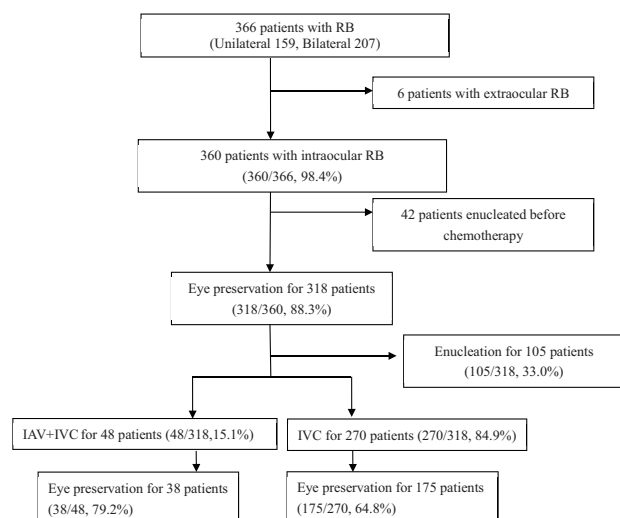 366 patients with RB
(Unilateral 159, Bilateral 207)
6 patients with extraocular RB
360 patients with intraocular RB
(360/366, 98.4%)
42 patients enucleated before
chemotherapy
Eye preservation for 318 patients
(318/360, 88.3%)
Enucleation for 105 patients
(105/318, 33.0%)
IAV+IVC for 48 patients (48/318,15.1%)
IVC for 270 patients (270/318, 84.9%)
Eye preservation for 38 patients
(38/48, 79.2%)
Eye preservation for 175 patients
(175/270, 64.8%)